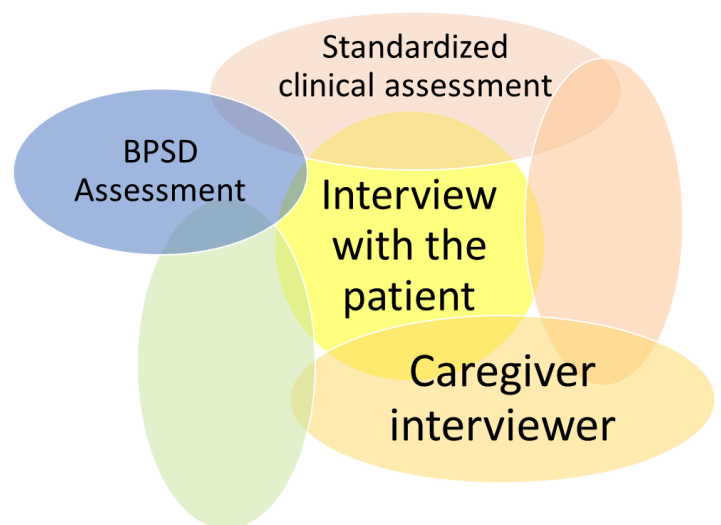 Standardized
clinical assessment
BPSD
Assessment
Interview
with the
patient
Caregiver
interviewer